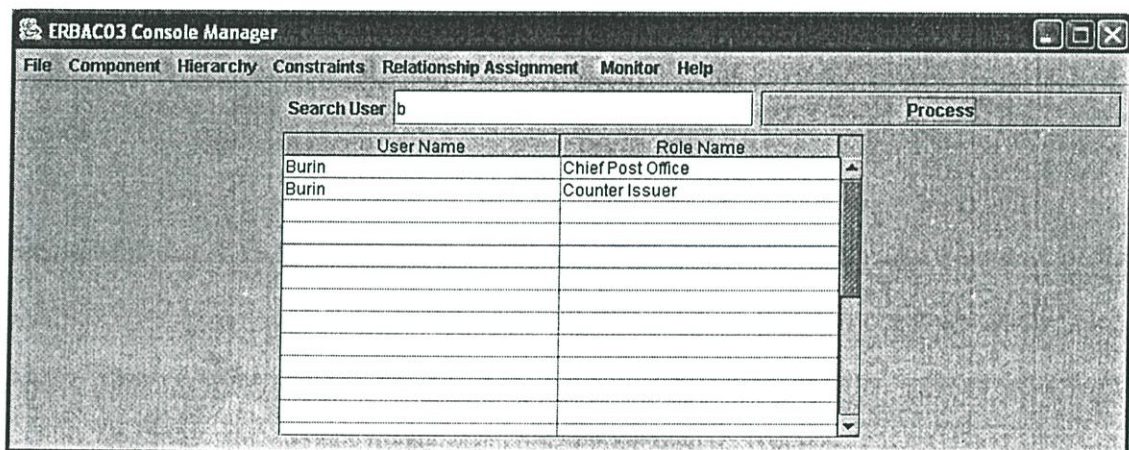 ERBAC03 Console Manager
File Component Hierarchy Constraints Relationship Assignment Monitor Help
Search User b Process
User Name Role Name
Burin Chief Post Office
Burin Counter Issuer